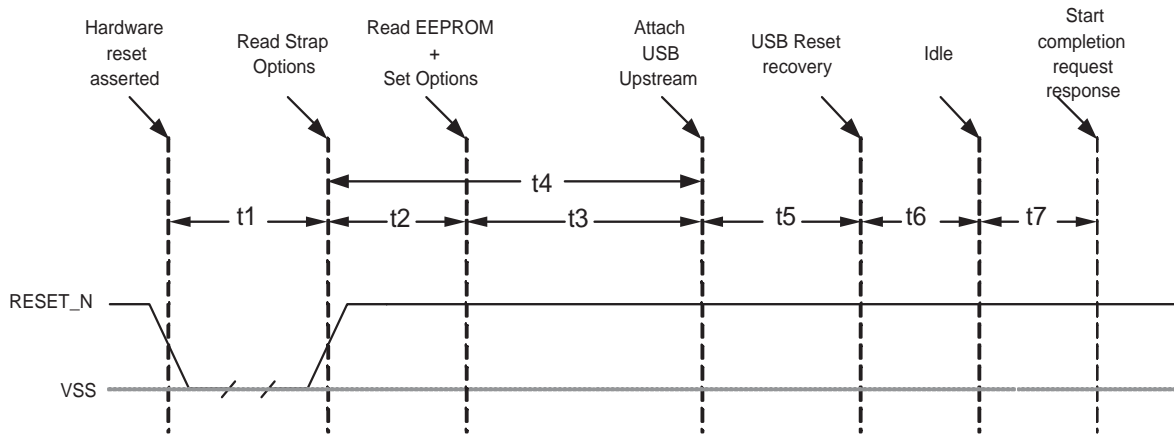 Hardware
reset
asserted
Read Strap
Options
Read EEPROM
+
Set Options
Attach
USB
Upstream
USB Reset
recovery
Idle
Start
completion
request
response
t4
t1
t2
t3
t5
t6
t7
RESET_N
VSS